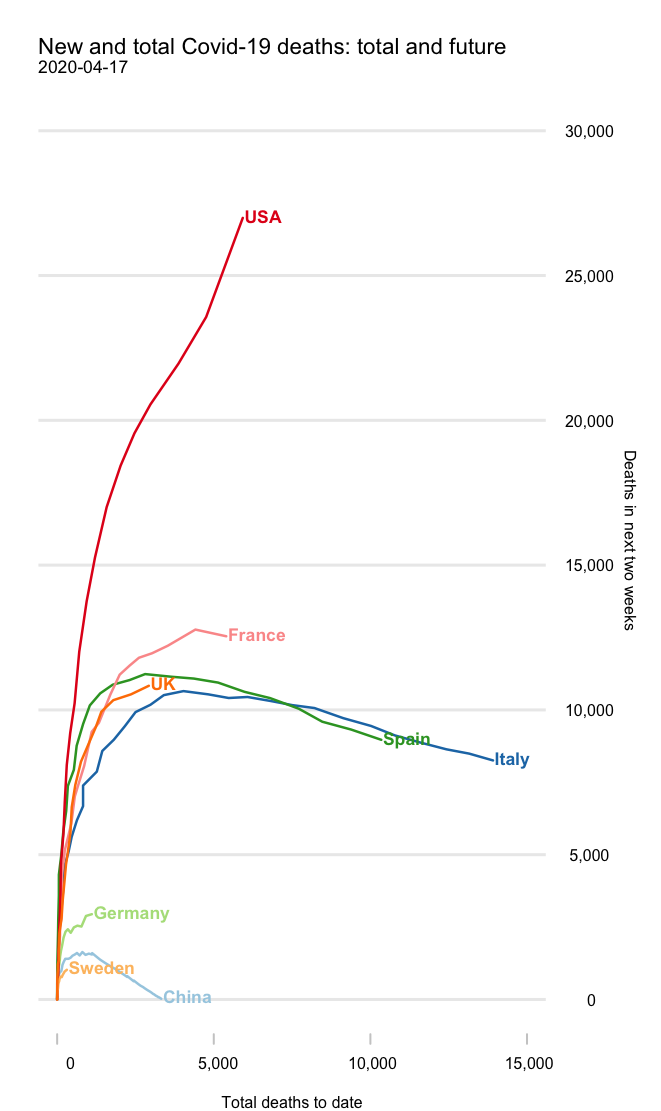 New and total Covid-19 deaths: total and future
2020-04-17
30,000
USA
25,000
20,000
Deaths in next two weeks
15,000
France
UK
10,000
Spain
Italy
5,000
Germany
Sweden
China
0
0
5,000
10,000
15,000
Total deaths to date